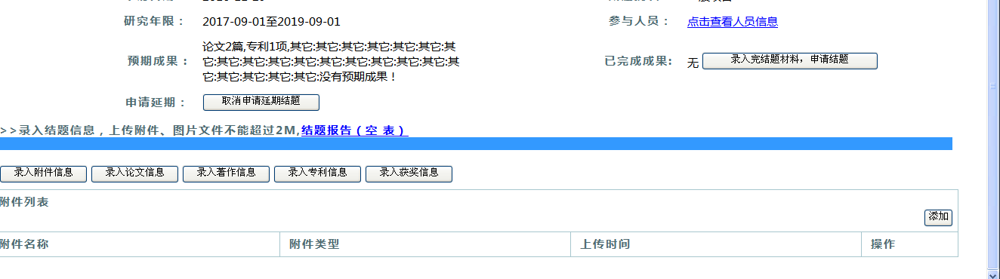 研究年限： 2017-09-01至2019-09-01 参与人员： 点击查看人员信息
论文2篇,专利1项,其它:其它:其它:其它:其它:其它:其
预期成果： 它:其它:其它:其它:其它:其它:其它:其它:其它:其它:其 已完成成果: 无 录入完结题材料，申请结题
它:其它:其它:其它:其它:没有预期成果！
申请延期： 取消申请延期结题
>>录入结题信息，上传附件、图片文件不能超过2M,结题报告（空 表）
录入附件信息 录入论文信息 录入著作信息 录入专利信息 录入获奖信息
附件列表
添加
附件名称 附件类型 上传时间 操作